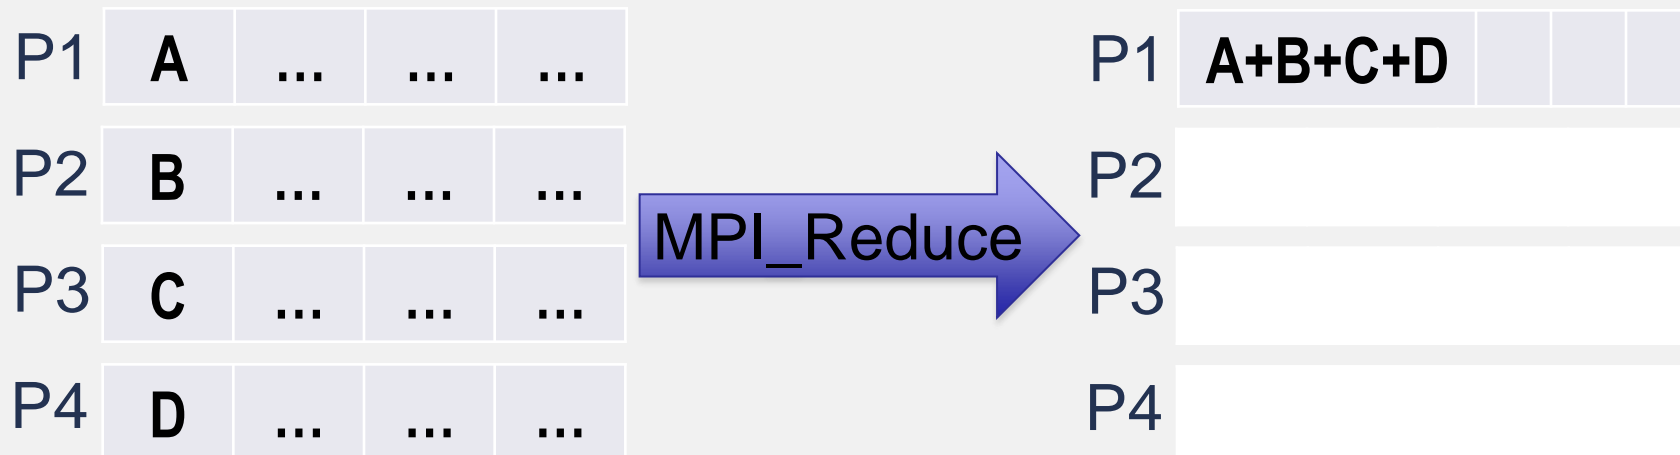 P1 A ... ... ... P1 A+B+C+D
P2 B ... ... ... P2
MPI_Reduce
P3 C ... ... ... P3
P4 D ... ... ... P4